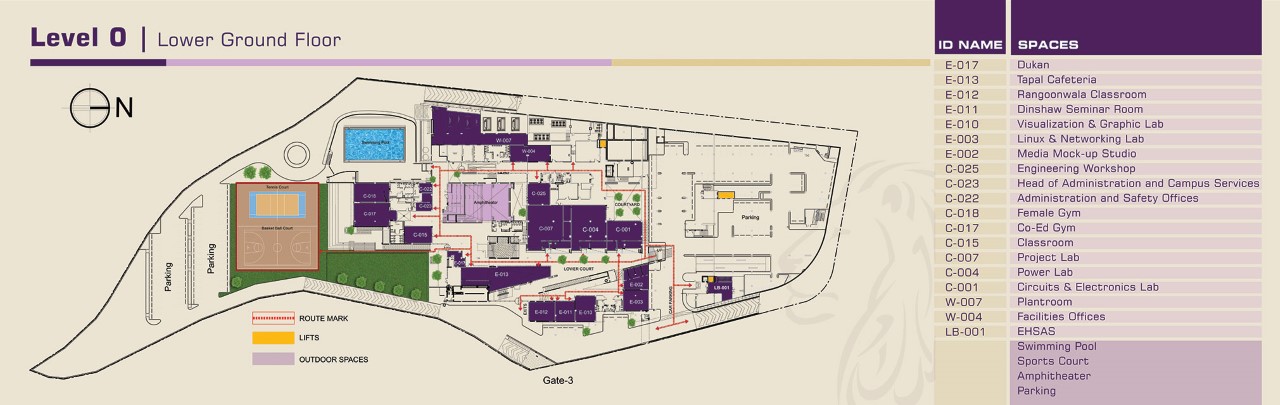 Level 0 | Lower Ground Floor
N
ID NAME SPACES
E-017 Dukan
E-013 Tapal Cafeteria
E-012 Rangoonwala Classroom
E-011 Dinshaw Seminar Room
E-010 Visualization & Graphic Lab
E-003 Linux & Networking Lab
E-002 Media Mock-up Studio
C-025 Engineering Workshop
C-023 Head of Administration and Campus Services
C-022 Administration and Safety Offices
C-018 Female Gym
C-017 Co-Ed Gym
C-015 Classroom
C-007 Project Lab
C-004 Power Lab
C-001 Circuits & Electronics Lab
W-007 Plantroom
W-004 Facilities Offices
LB-001 EHSAS
Swimming Pool
Sports Court
Amphitheater
Parking
Swimming Pool
W-007
W-004
Tennis Court
Basket Ball Court
C-017
C-022
C-023
C-015
Amphitheater
COURTYARD
C-007
C-004
C-001
Parking
Parking
Parking
E-013
LOWER COURT
E-002
E-003
E-012
E-011
E-010
LB-001
CAR PARKING
ROUTE MARK
LIFTS
OUTDOOR SPACES
Gate-3